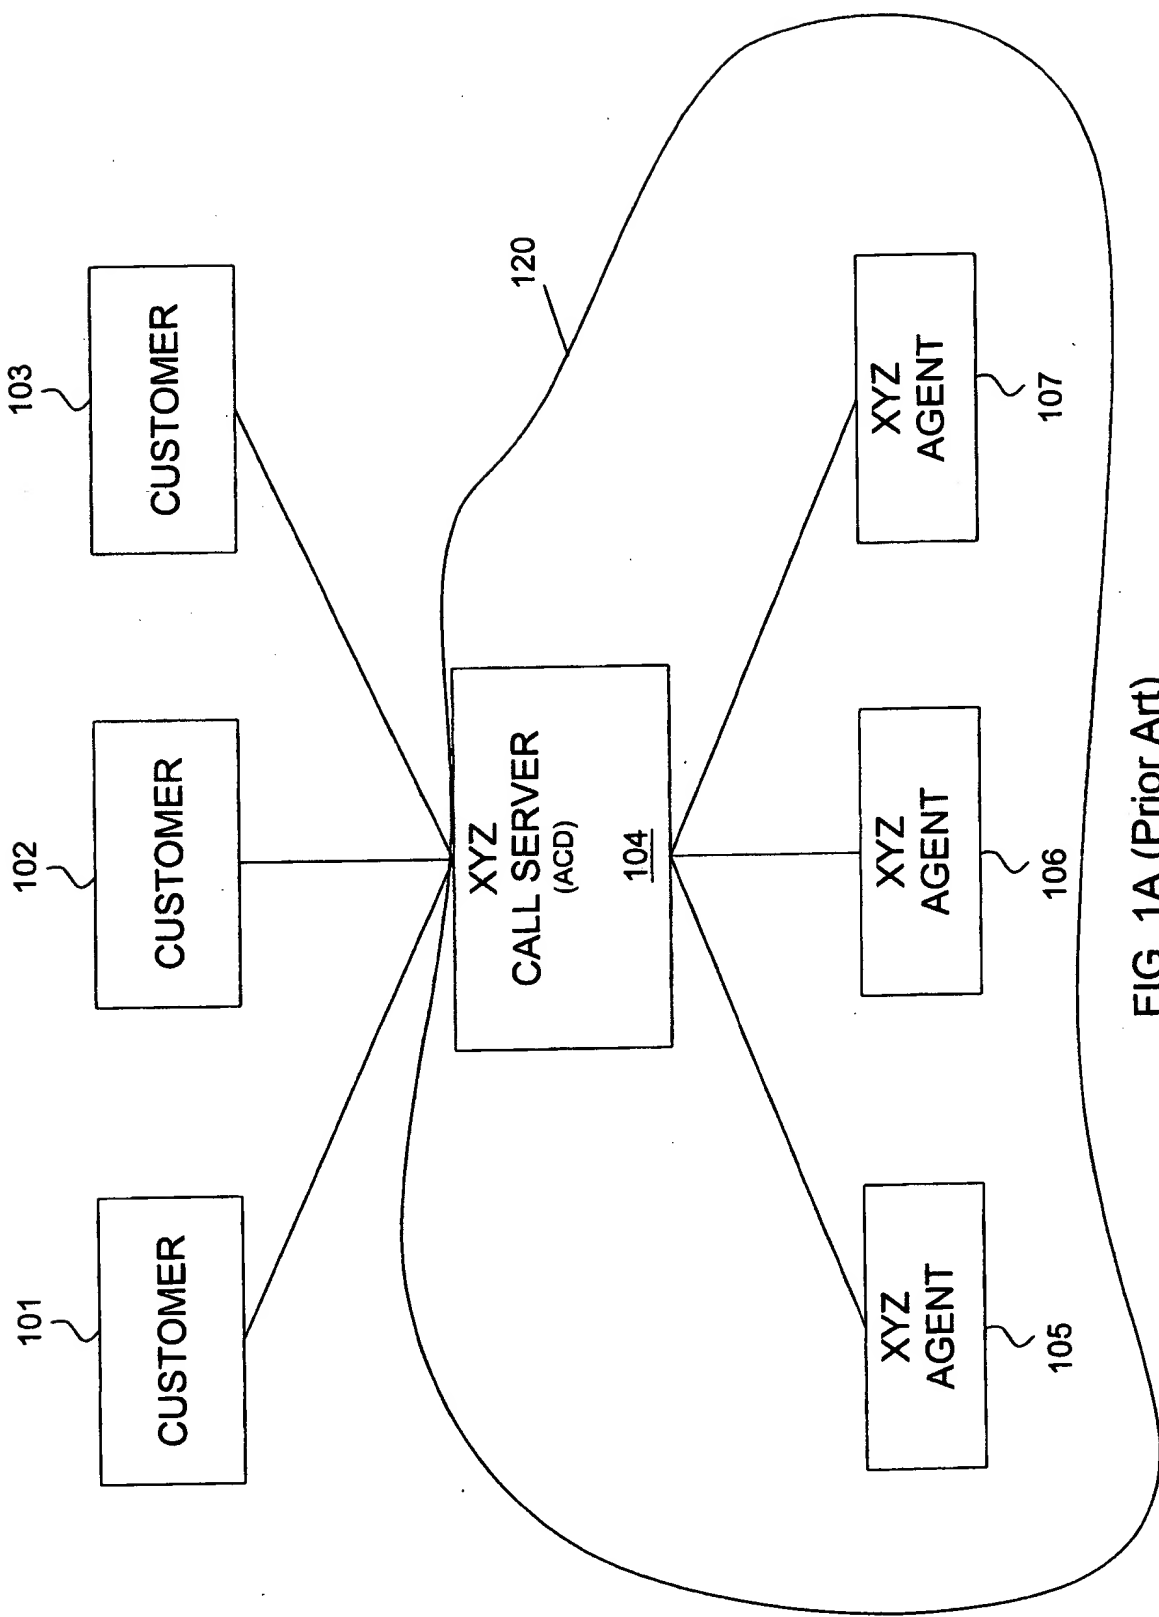 101
102
103
CUSTOMER
CUSTOMER
CUSTOMER
120
XYZ
CALL SERVER
(ACD)
104
XYZ
AGENT
XYZ
AGENT
XYZ
AGENT
105
106
107
FIG. 1A (Prior Art)